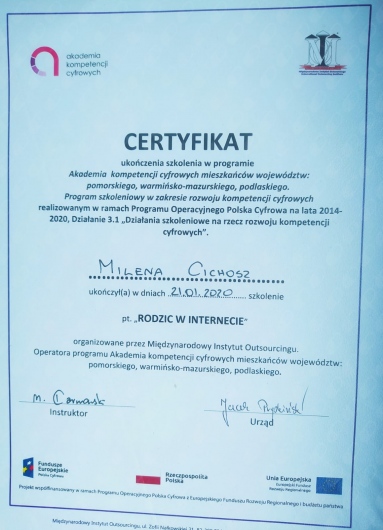 akademia
kompetencji
cyfrowych
CERTYFIKAT
ukończenia szkolenia w programie
Akademia kompetencji cyfrowych mieszkańców województw:
pomorskiego, warmińsko-mazurskiego, podlaskiego.
Program szkoleniowy w zakresie rozwoju kompetencji cyfrowych
realizowanym w ramach Programu Operacyjnego Polska Cyfrowa na lata 2014-
2020, Działanie 3.1 „Działania szkoleniowe na rzecz rozwoju kompetencji
cyfrowych".
MILENA CICHOSZ
ukończył(a) w dniach 21.01.2020 szkolenie
pt. „RODZIC W INTERNECIE"
organizowane przez Międzynarodowy Instytut Outsourcingu.
Operatora programu Akademia kompetencji cyfrowych mieszkańców województw:
pomorskiego, warmińsko-mazurskiego, podlaskiego.
Instruktor
Urząd
Fundusze
Europejskie
Polska Cyfrowa
Rzeczpospolita
Polska
Unia Europejska
Europejski Fundusz
Rozwoju Regionalnego
Projekt współfinansowany w ramach Programu Operacyjnego Polska Cyfrowa z Europejskiego Funduszu Rozwoju Regionalnego i budżetu państwa
Międzynarodowy Instytut Outsourcingu, ul. Zofii Nałkowskiej